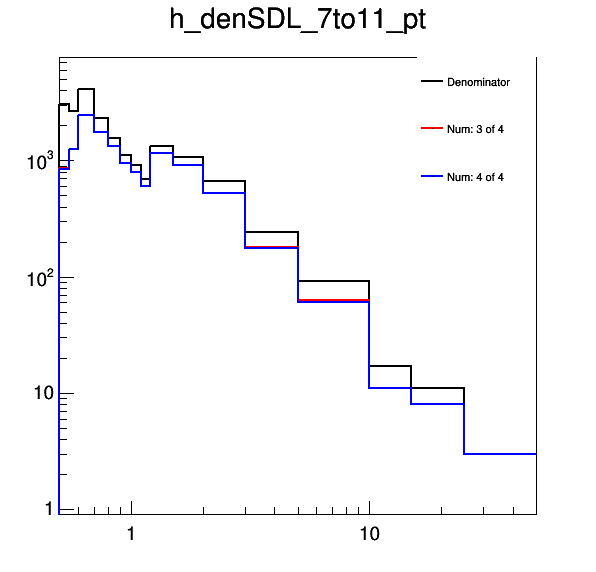 h_denSDL_7to11_pt
Denominator
Num: 3 of 4
Num: 4 of 4
10³
10²
10
1
1
10